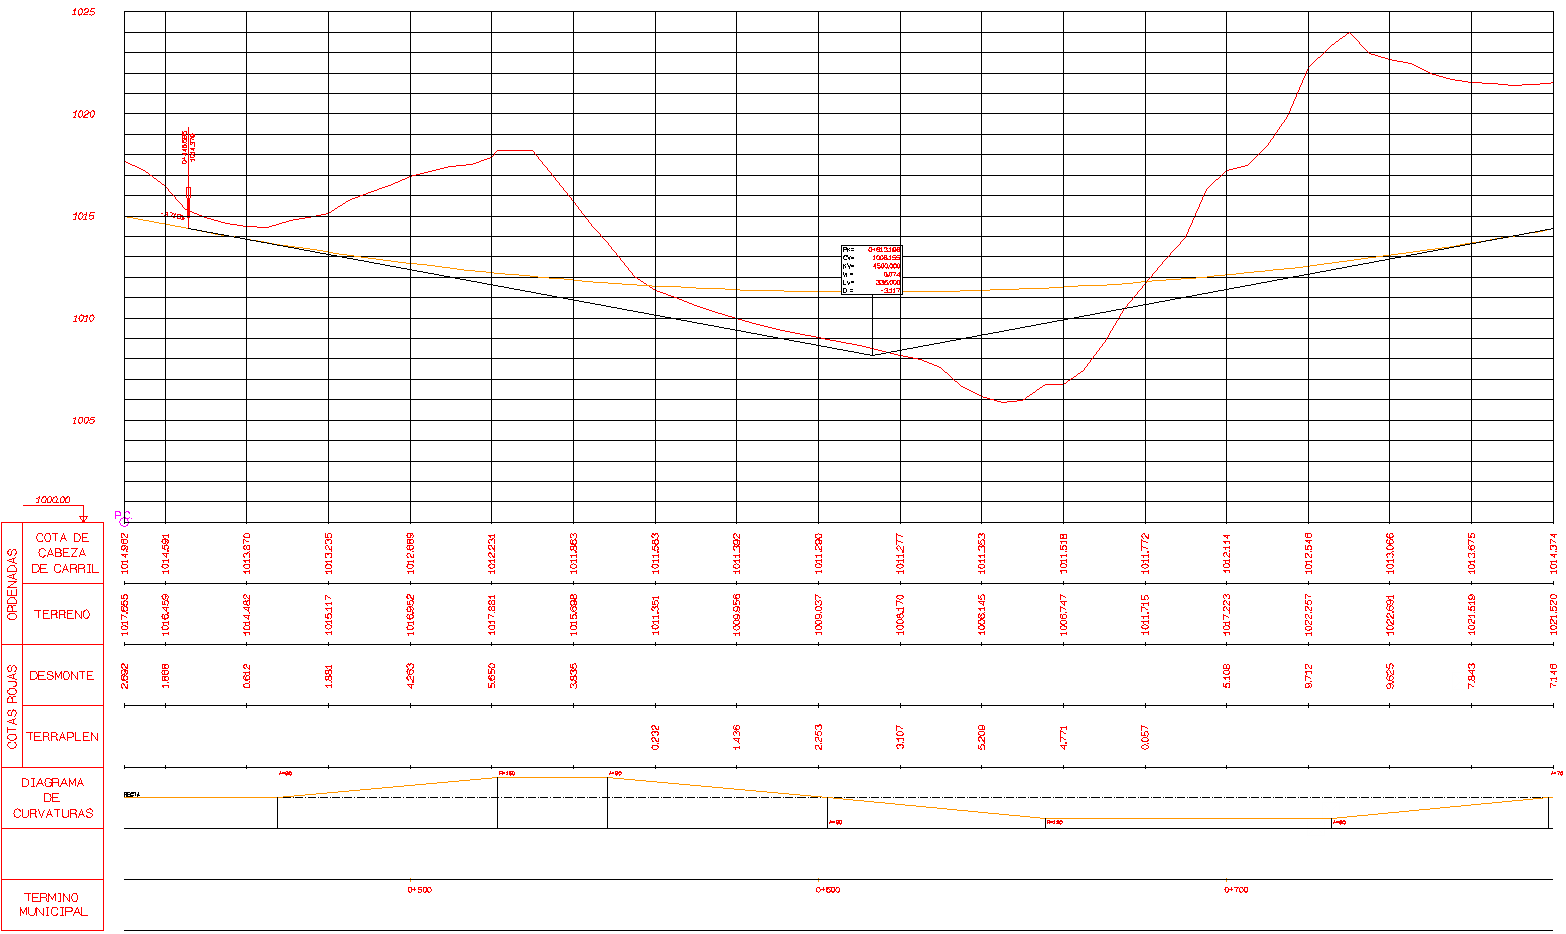 1025
1020
1015
1010
1005
1000.00
ORDENADAS
COTA DE
CABEZA
DE CARRIL
1014.962 1014.591 1013.870 1013.235 1012.689 1012.231 1011.863 1011.583 1011.392 1011.290 1011.277 1011.353 1011.518 1011.772 1012.114 1012.546 1013.066 1013.675 1014.374
TERRENO
1017.655 1016.459 1014.482 1015.117 1016.952 1017.881 1015.698 1011.351 1009.956 1009.037 1008.170 1006.145 1006.747 1011.715 1017.223 1022.257 1022.691 1021.519 1021.520
COTAS ROJAS
DESMONTE
2.692 1.868 0.612 1.881 4.263 5.650 3.835 5.108 9.712 9.625 7.843 7.146
TERRAPLEN
0.232 1.436 2.253 3.107 5.209 4.771 0.057
DIAGRAMA
DE
CURVATURAS
RECTA
TERMINO
MUNICIPAL
0+500 0+600 0+700